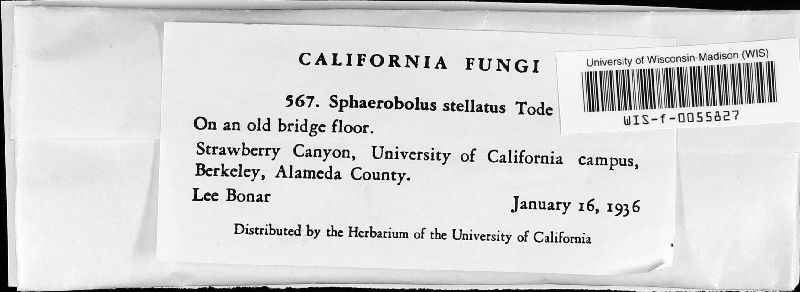 CALIFORNIA FUNGI
University of Wisconsin-Madison (WIS)
WIS-f-0055827
567. Sphaerobolus stellatus Tode
On an old bridge floor.
Strawberry Canyon, University of California campus,
Berkeley, Alameda County.
Lee Bonar January 16, 1936
Distributed by the Herbarium of the University of California